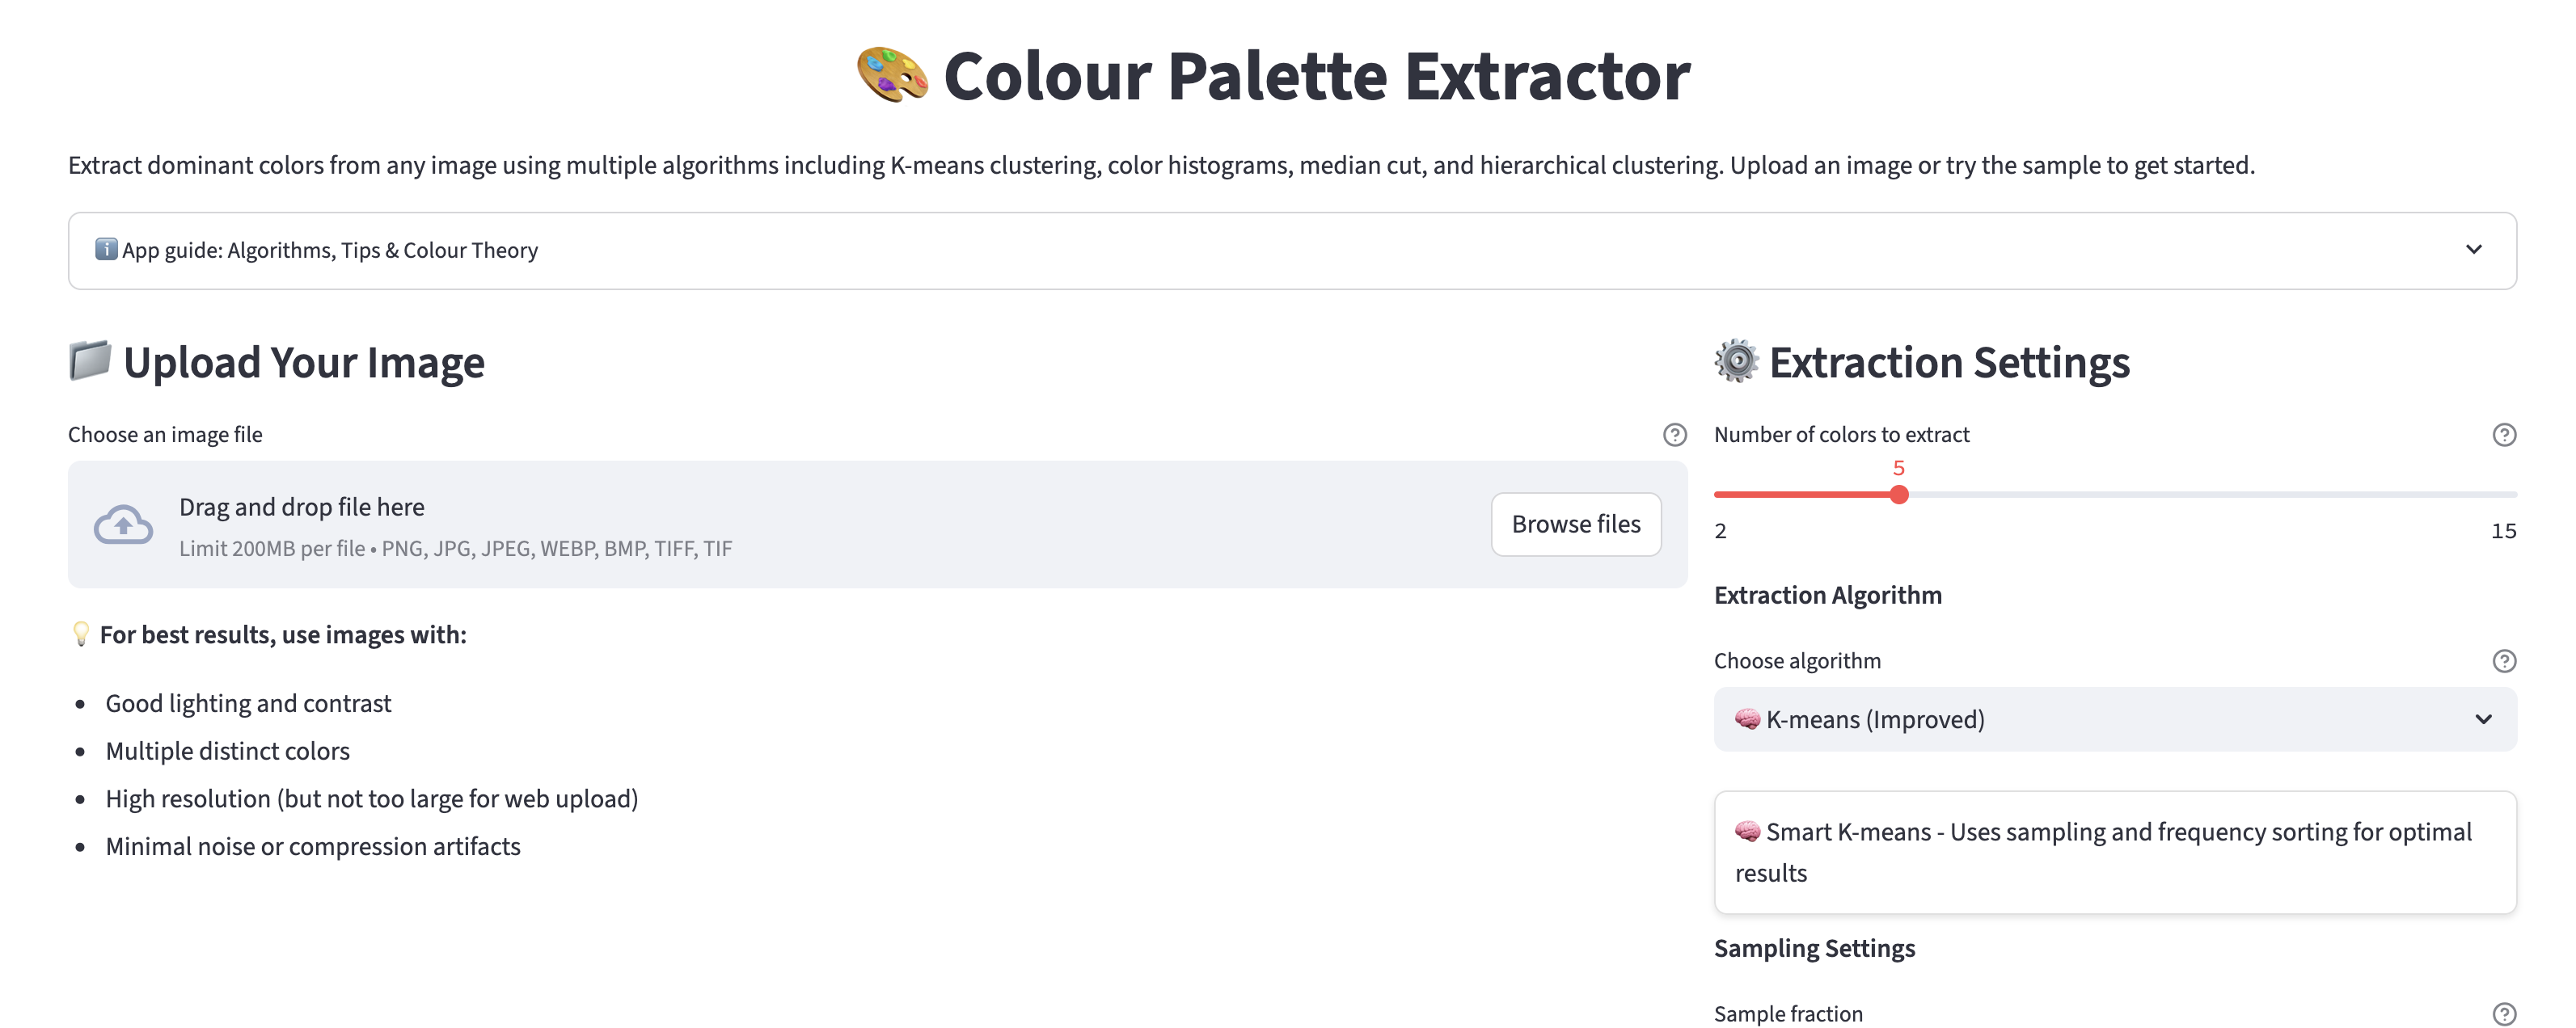 Colour Palette Extractor
Extract dominant colors from any image using multiple algorithms including K-means clustering, color histograms, median cut, and hierarchical clustering. Upload an image or try the sample to get started.
App guide: Algorithms, Tips & Colour Theory
Upload Your Image
Choose an image file
Drag and drop file here
Limit 200MB per file • PNG, JPG, JPEG, WEBP, BMP, TIFF, TIF
Browse files
For best results, use images with:
• Good lighting and contrast
• Multiple distinct colors
• High resolution (but not too large for web upload)
• Minimal noise or compression artifacts
Extraction Settings
Number of colors to extract
5
2
15
Extraction Algorithm
Choose algorithm
K-means (Improved)
Smart K-means - Uses sampling and frequency sorting for optimal
results
Sampling Settings
Sample fraction